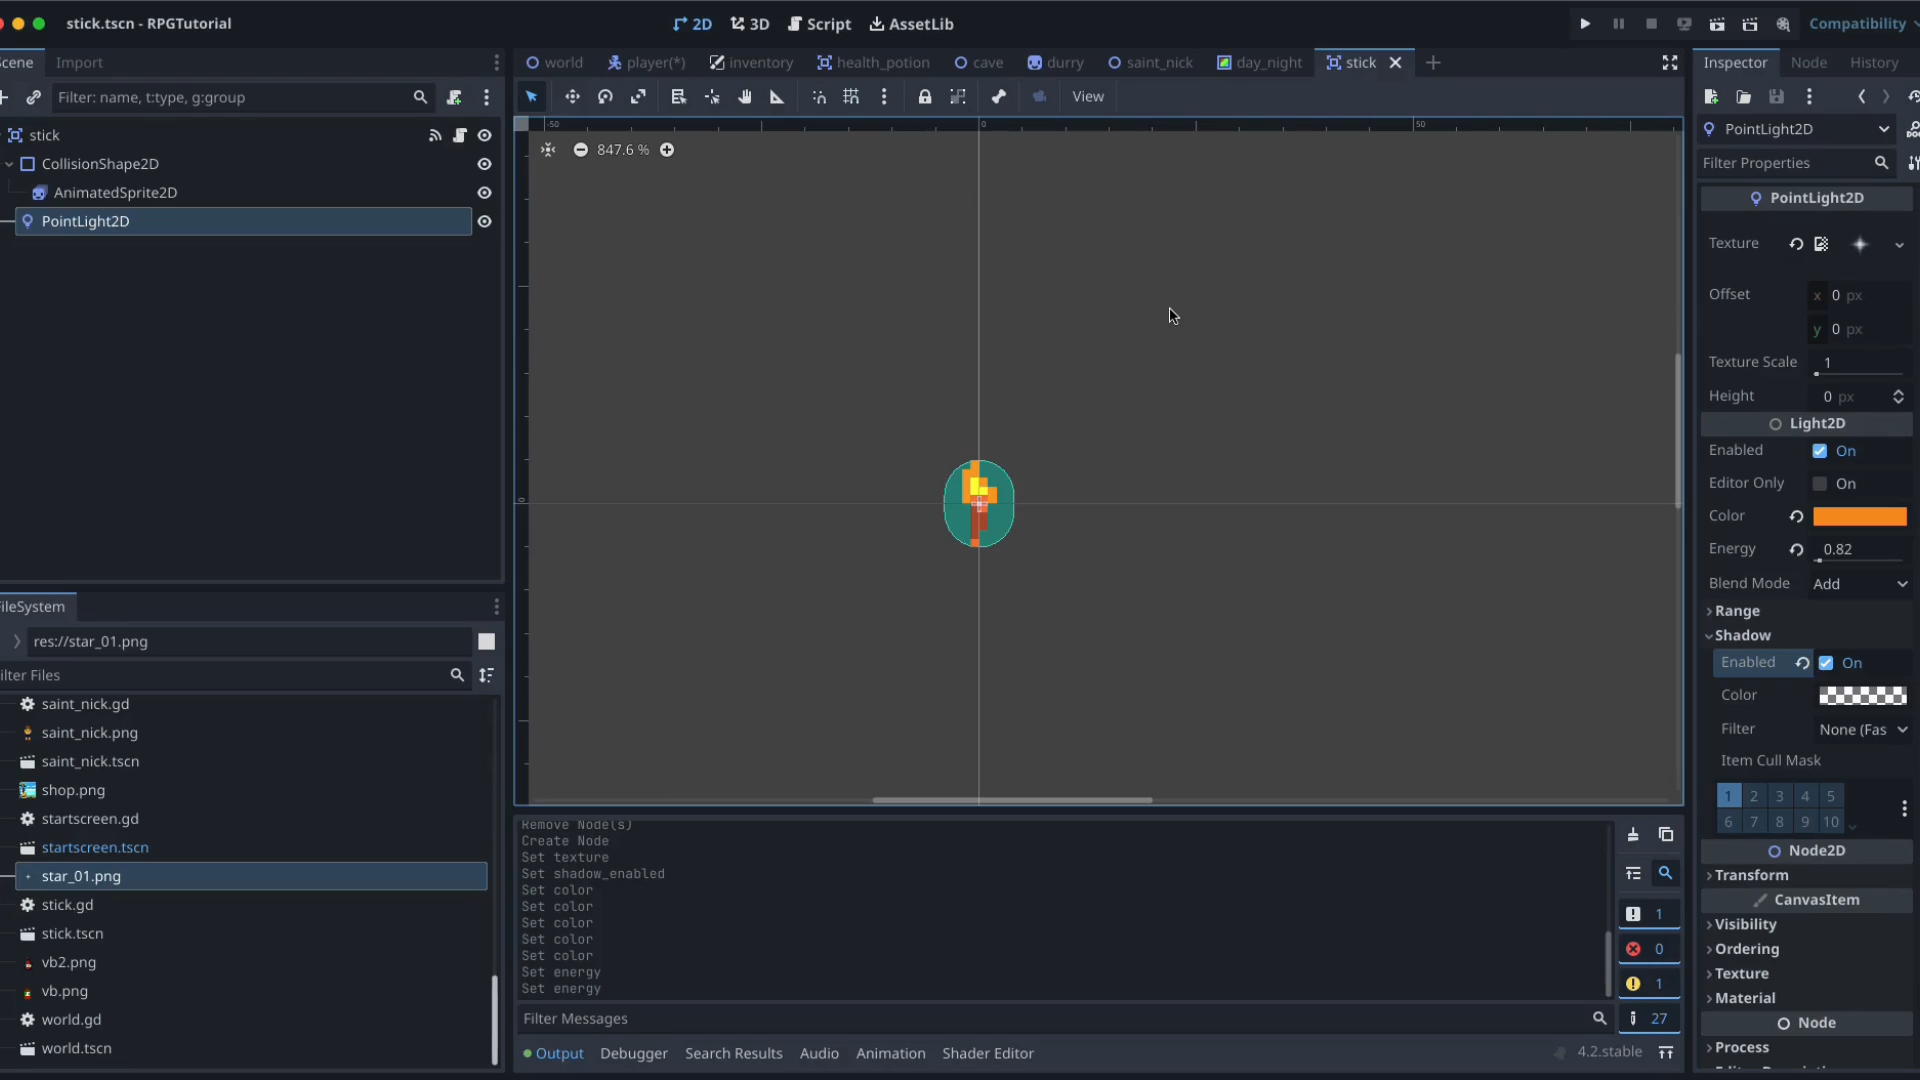 stick.tscn - RPGTutorial
2D
3D
Script
AssetLib
Compatibility
Scene
Import
Filter: name, t:type, g:group
stick
CollisionShape2D
AnimatedSprite2D
PointLight2D
FileSystem
res://star_01.png
Filter Files
saint_nick.gd
saint_nick.png
saint_nick.tscn
shop.png
startscreen.gd
startscreen.tscn
star_01.png
stick.gd
stick.tscn
vb2.png
vb.png
world.gd
world.tscn
world
player(*)
inventory
health_potion
cave
durry
saint_nick
day_night
stick
View
-50
0
50
0
847.6 %
Remove Node(s)
Create Node
Set texture
Set shadow_enabled
Set color
Set color
Set color
Set color
Set color
Set energy
Set energy
Filter Messages
1
0
1
27
Output
Debugger
Search Results
Audio
Animation
Shader Editor
4.2.stable
Inspector
Node
History
PointLight2D
DOC
Filter Properties
PointLight2D
Texture
Offset
x 0 px
y 0 px
Texture Scale
1
Height
0 px
Light2D
Enabled
On
Editor Only
On
Color
Energy
0.82
Blend Mode
Add
Range
Shadow
Enabled
On
Color
Filter
None (Fas
Item Cull Mask
1 2 3 4 5
6 7 8 9 10
Node2D
Transform
CanvasItem
Visibility
Ordering
Texture
Material
Node
Process